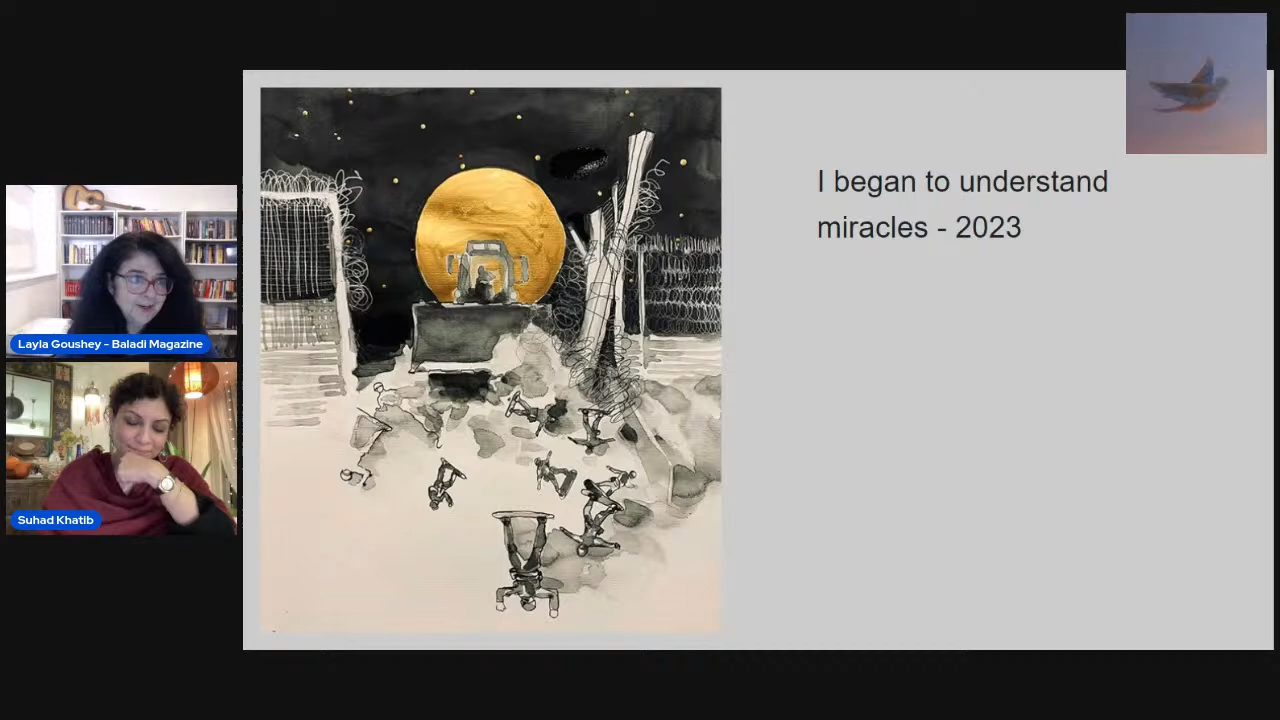 I began to understand
miracles - 2023
Layla Goushey - Baladi Magazine
Suhad Khatib